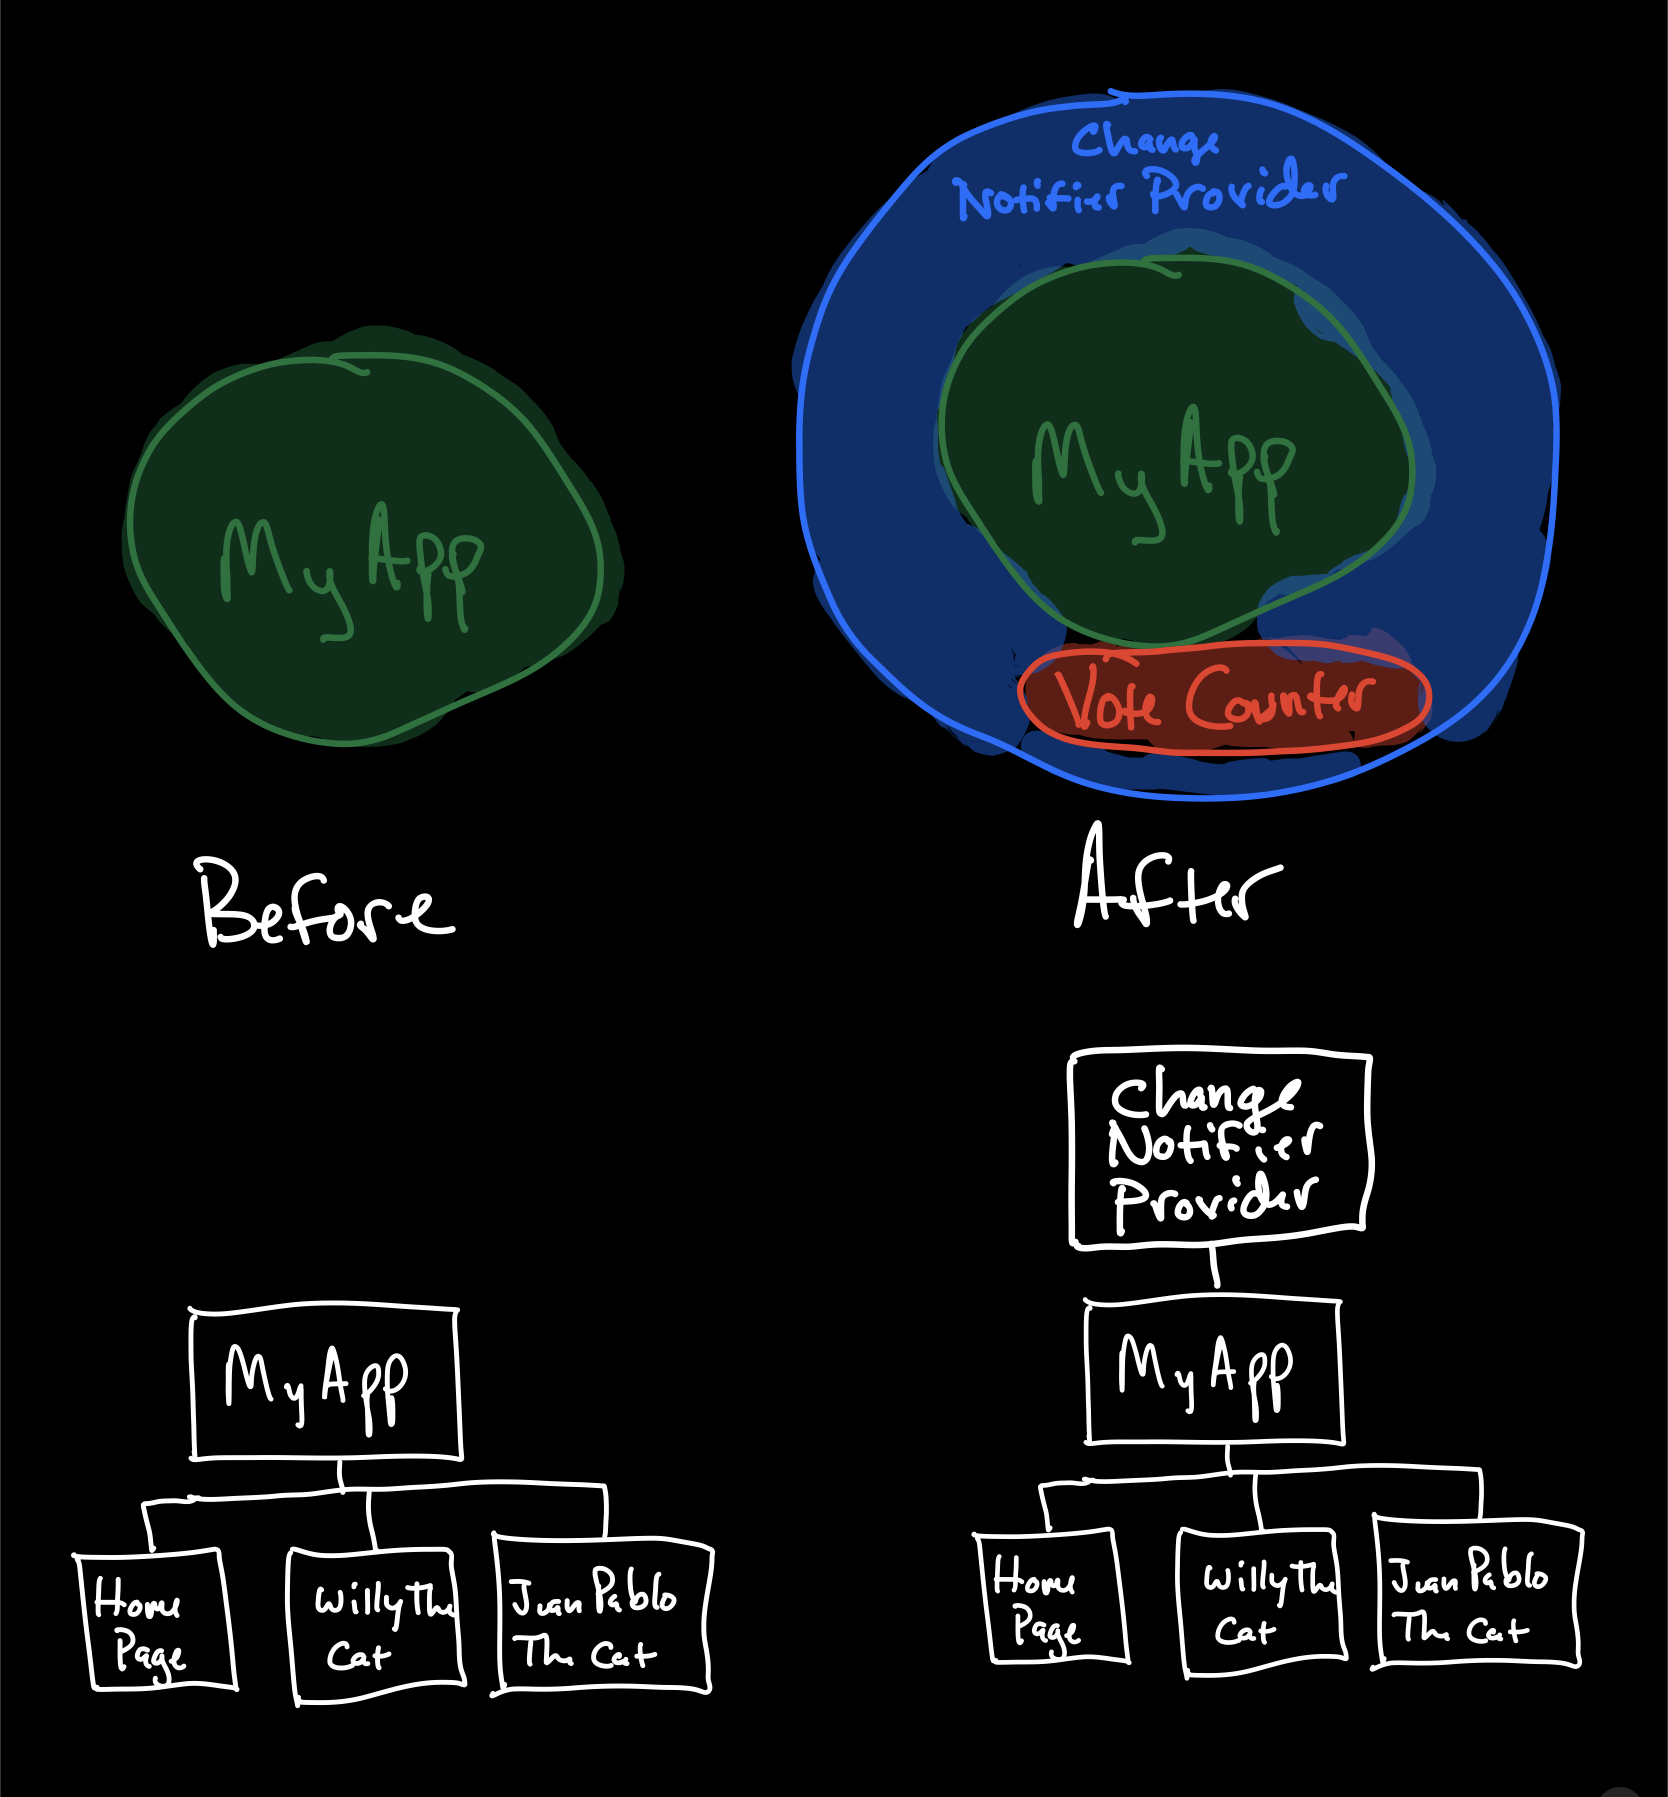 Change
Notifier Provider
My App
My App
Vote Counter
Before
After
Change
Notifier
Provider
My App
My App
Home
Page
Willy The
Cat
Juan Pablo
The Cat
Home
Page
Willy The
Cat
Juan Pablo
The Cat